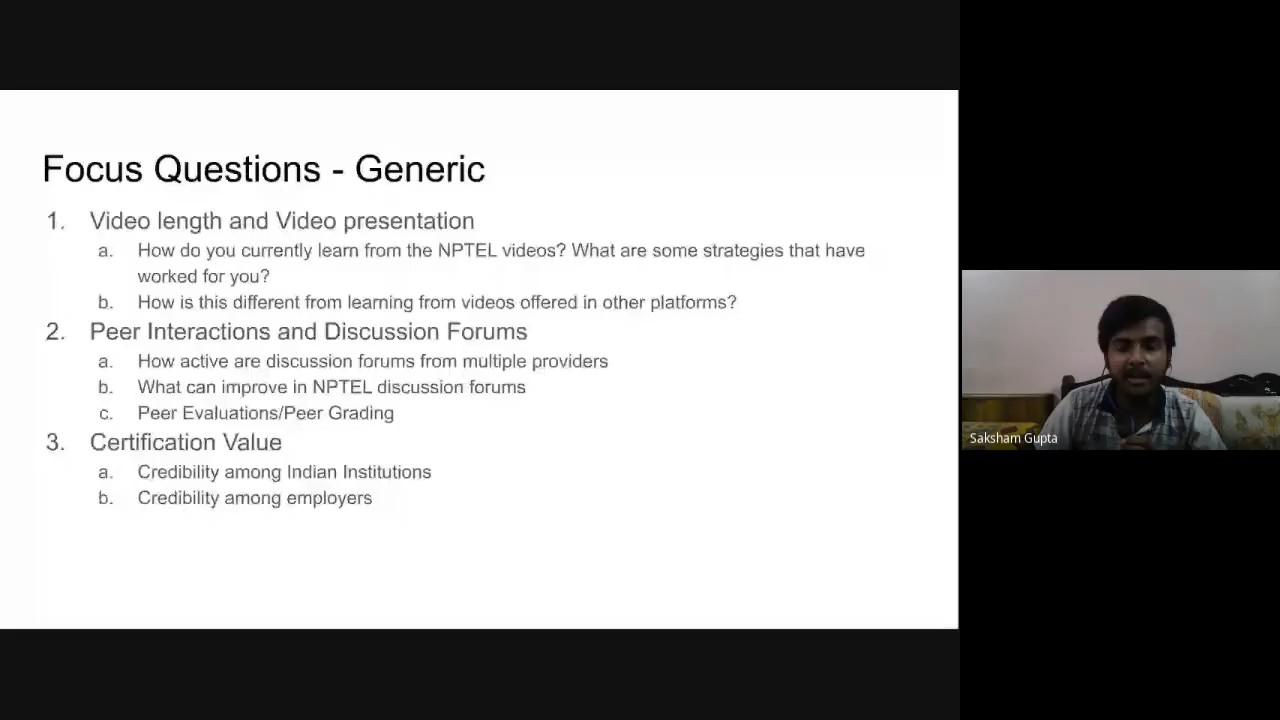 Focus Questions - Generic
1. Video length and Video presentation
a. How do you currently learn from the NPTEL videos? What are some strategies that have
worked for you?
b. How is this different from learning from videos offered in other platforms?
2. Peer Interactions and Discussion Forums
a. How active are discussion forums from multiple providers
b. What can improve in NPTEL discussion forums
c. Peer Evaluations/Peer Grading
3. Certification Value
a. Credibility among Indian Institutions
b. Credibility among employers
Saksham Gupta